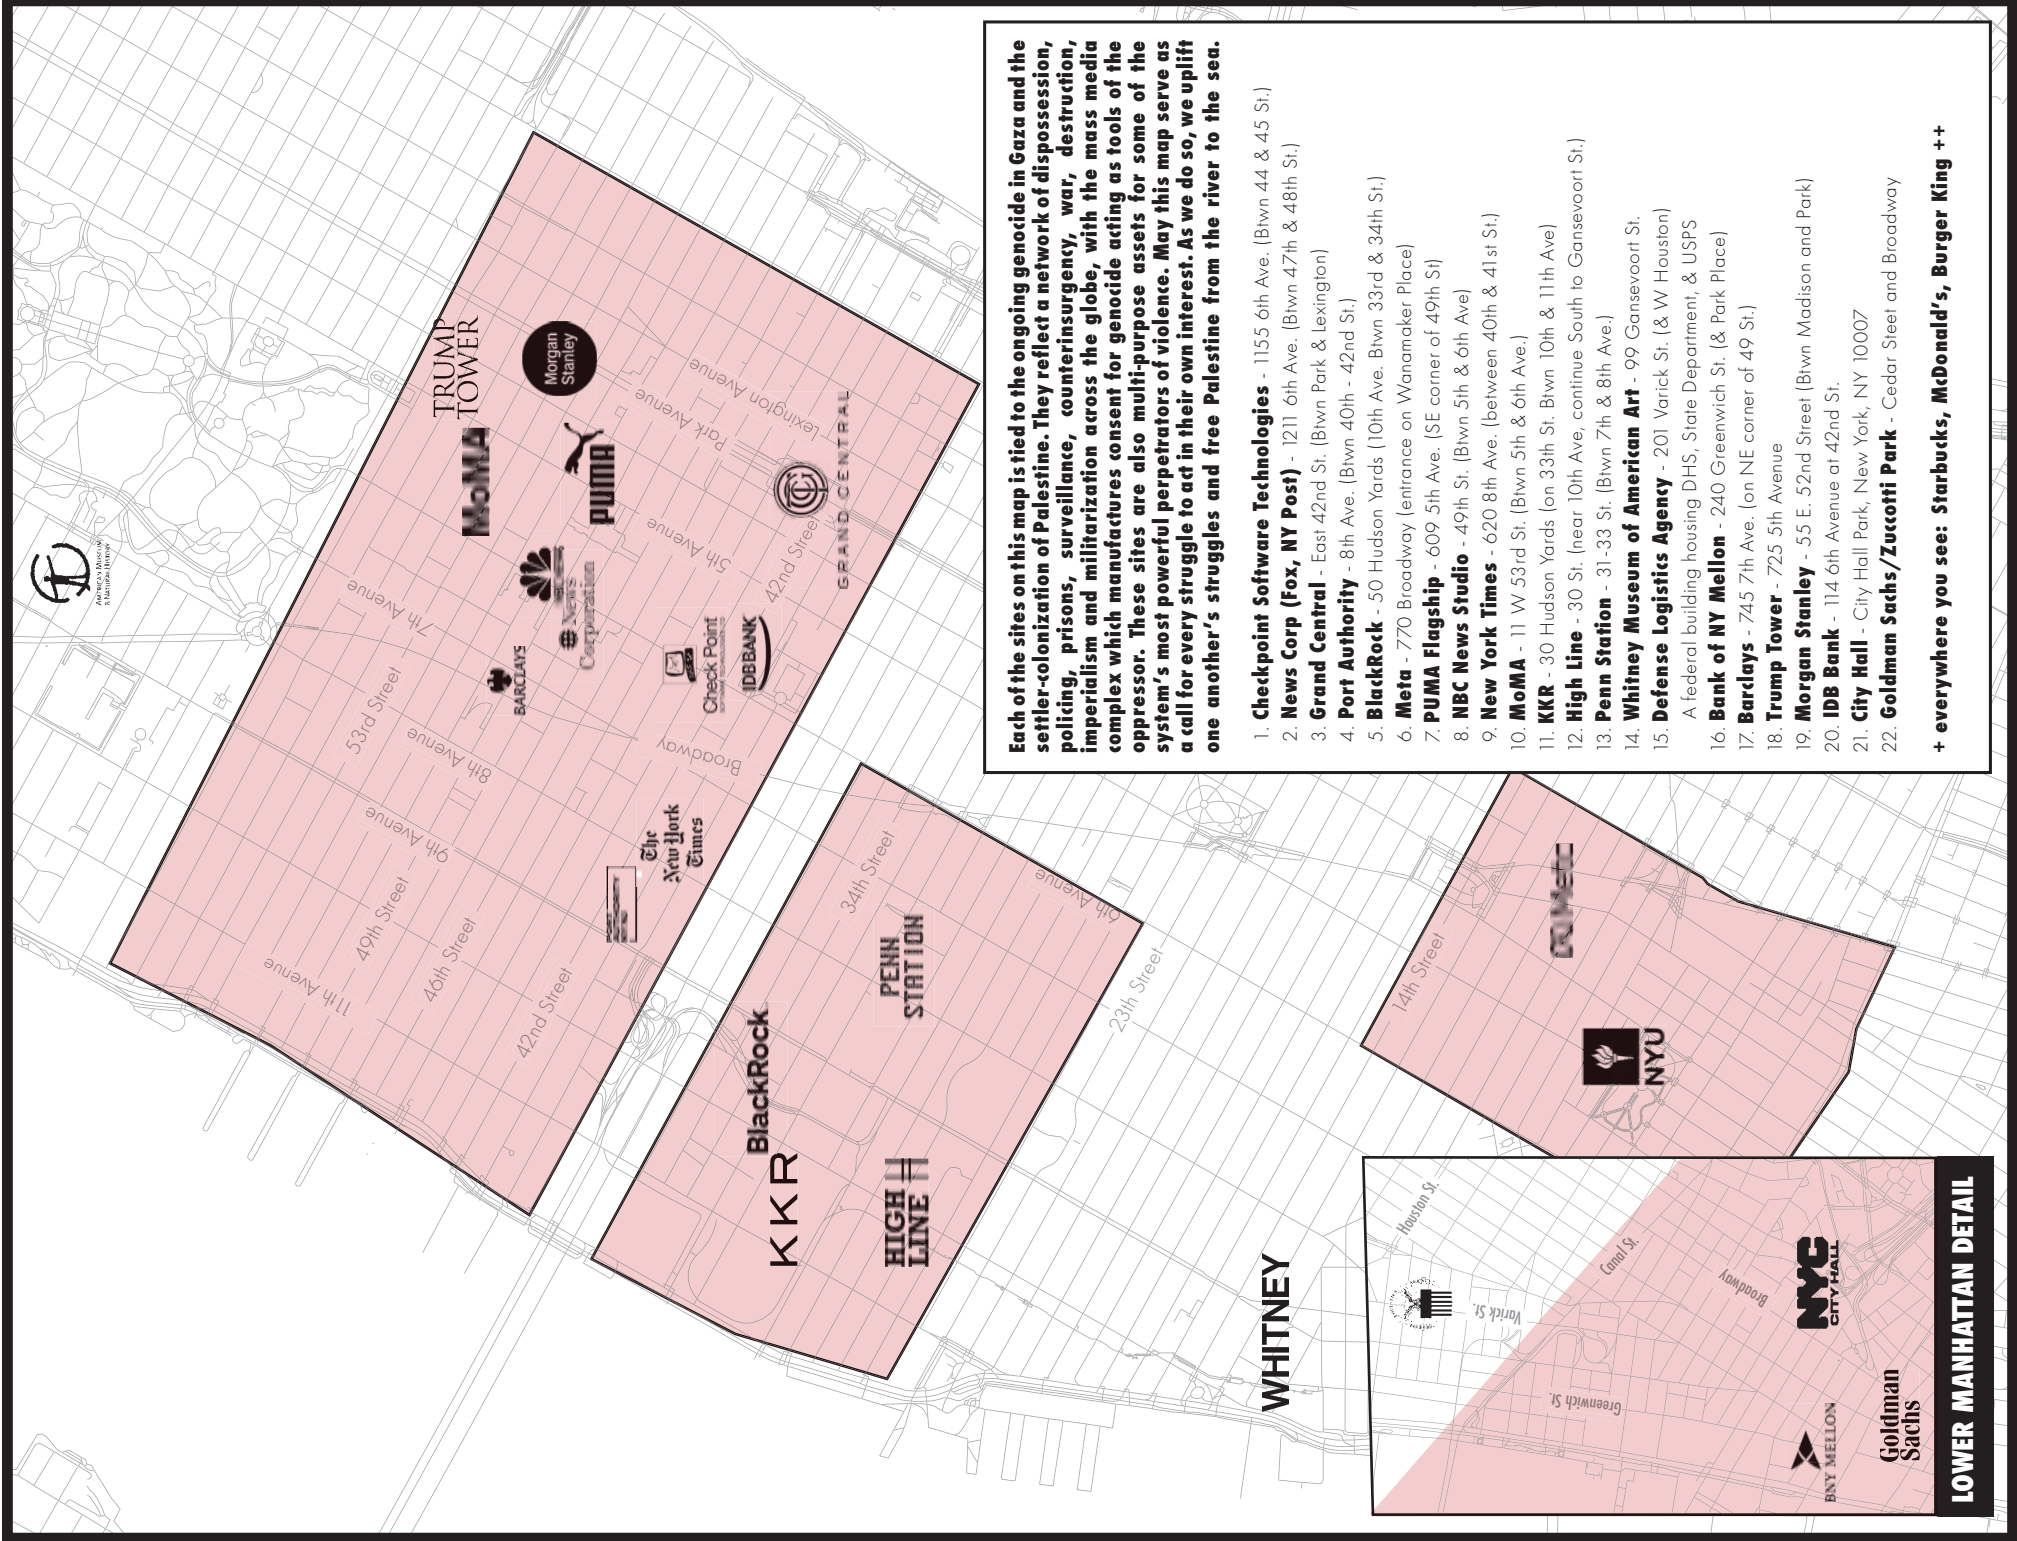 Each of the sites on this map is tied to the ongoing genocide in Gaza and the
settler-colonization of Palestine. They reflect a network of dispossession,
policing, prisons, surveillance, counterinsurgency, war, destruction,
imperialism and militarization across the globe, with the mass media
complex which manufactures consent for genocide acting as tools of the
oppressor. These sites are also multi-purpose assets for some of the
system's most powerful perpetrators of violence. May this map serve as
a call for every struggle to act in their own interest. As we do so, we uplift
one another's struggles and free Palestine from the river to the sea.
1. Checkpoint Software Technologies - 1155 6th Ave. (Btwn 44 & 45 St.)
2. News Corp (Fox, NY Post) - 1211 6th Ave. (Btwn 47th & 48th St.)
3. Grand Central - East 42nd St. (Btwn Park & Lexington)
4. Port Authority - 8th Ave. (Btwn 40th - 42nd St.)
5. BlackRock - 50 Hudson Yards (10th Ave. Btwn 33rd & 34th St.)
6. Meta - 770 Broadway (entrance on Wanamaker Place)
7. PUMA Flagship - 609 5th Ave. (SE corner of 49th St)
8. NBC News Studio - 49th St. (Btwn 5th & 6th Ave)
9. New York Times - 620 8th Ave. (between 40th & 41st St.)
10. MoMA - 11 W 53rd St. (Btwn 5th & 6th Ave.)
11. KKR - 30 Hudson Yards (on 33th St. Btwn 10th & 11th Ave)
12. High Line - 30 St. (near 10th Ave, continue South to Gansevoort St.)
13. Penn Station - 31-33 St. (Btwn 7th & 8th Ave.)
14. Whitney Museum of American Art - 99 Gansevoort St.
15. Defense Logistics Agency - 201 Varick St. (& W Houston)
A federal building housing DHS, State Department, & USPS
16. Bank of NY Mellon - 240 Greenwich St. (& Park Place)
17. Barclays - 745 7th Ave. (on NE corner of 49 St.)
18. Trump Tower - 725 5th Avenue
19. Morgan Stanley - 55 E. 52nd Street (Btwn Madison and Park)
20. IDB Bank - 114 6th Avenue at 42nd St.
21. City Hall - City Hall Park, New York, NY 10007
22. Goldman Sachs/Zuccotti Park - Cedar Street and Broadway
+ everywhere you see: Starbucks, McDonald's, Burger King ++
AMERICAN MUSEUM
& NATURAL HISTORY
TRUMP
TOWER
MoMA
Morgan
Stanley
PUMA
NEWS
Corporation
BARCLAYS
Check Point
IDB BANK
GRAND CENTRAL
The
New York
Times
7th Avenue
53rd Street
8th Avenue
9th Avenue
49th Street
11th Avenue
46th Street
42nd Street
Broadway
5th Avenue
42nd Street
Park Avenue
Lexington Avenue
34th Street
6th Avenue
PENN
STATION
BlackRock
KKR
HIGH
LINE
23th Street
14th Street
Meta
NYU
WHITNEY
Houston St.
Varick St.
Canal St.
Broadway
Greenwich St.
NYC
CITY HALL
BNY MELLON
Goldman
Sachs
LOWER MANHATTAN DETAIL